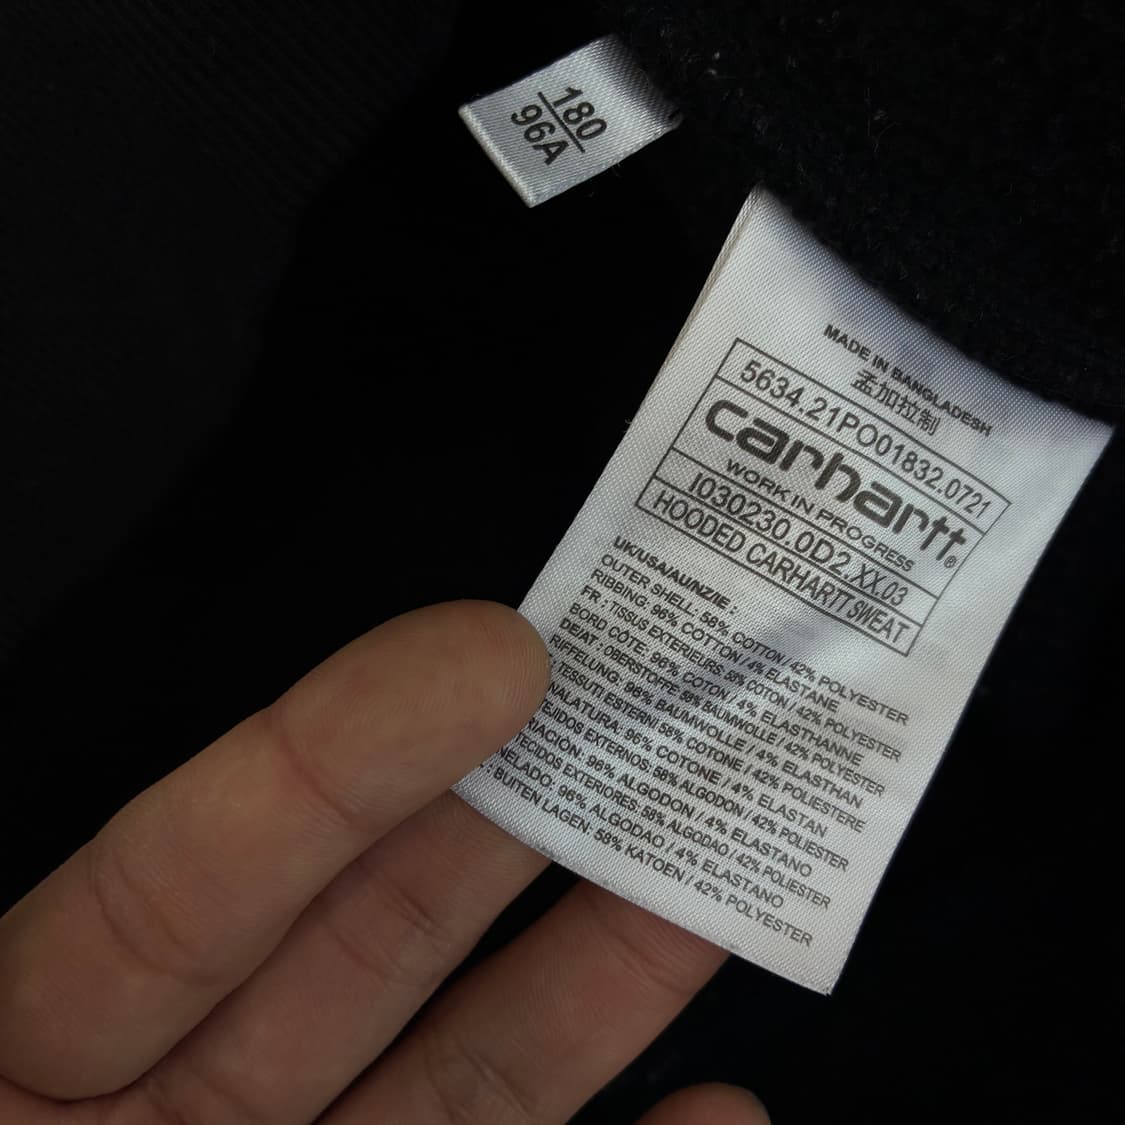 180
96A
MADE IN BANGLADESH
孟加拉制
5634.21PO01832.0721
carhartt®
WORK IN PROGRESS
I030230.0D2.XX.03
HOODED CARHARTT SWEAT
UK/USA/AU/NZ/IE :
OUTER SHELL: 58% COTTON / 42% POLYESTER
RIBBING: 96% COTTON / 4% ELASTANE
FR : TISSUS EXTERIEURS: 58% COTON / 42% POLYESTER
BORD CÔTE: 96% COTON / 4% ELASTHANNE
DE/AT : OBERSTOFFE: 58% BAUMWOLLE / 42% POLYESTER
RIFFELUNG: 96% BAUMWOLLE / 4% ELASTHAN
: TESSUTI ESTERNI: 58% COTONE / 42% POLIESTERE
NALATURA: 96% COTONE / 4% ELASTAN
TEJIDOS EXTERNOS: 58% ALGODON / 42% POLIESTER
MACION: 96% ALGODON / 4% ELASTANO
TECIDOS EXTERIORES: 58% ALGODAO / 42% POLIESTER
NELADO: 96% ALGODAO / 4% ELASTANO
: BUITEN LAGEN: 58% KATOEN / 42% POLYESTER